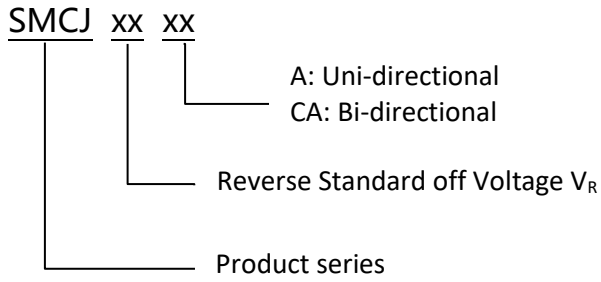 SMCJ xx xx
A: Uni-directional
CA: Bi-directional
Reverse Standard off Voltage VR
Product series